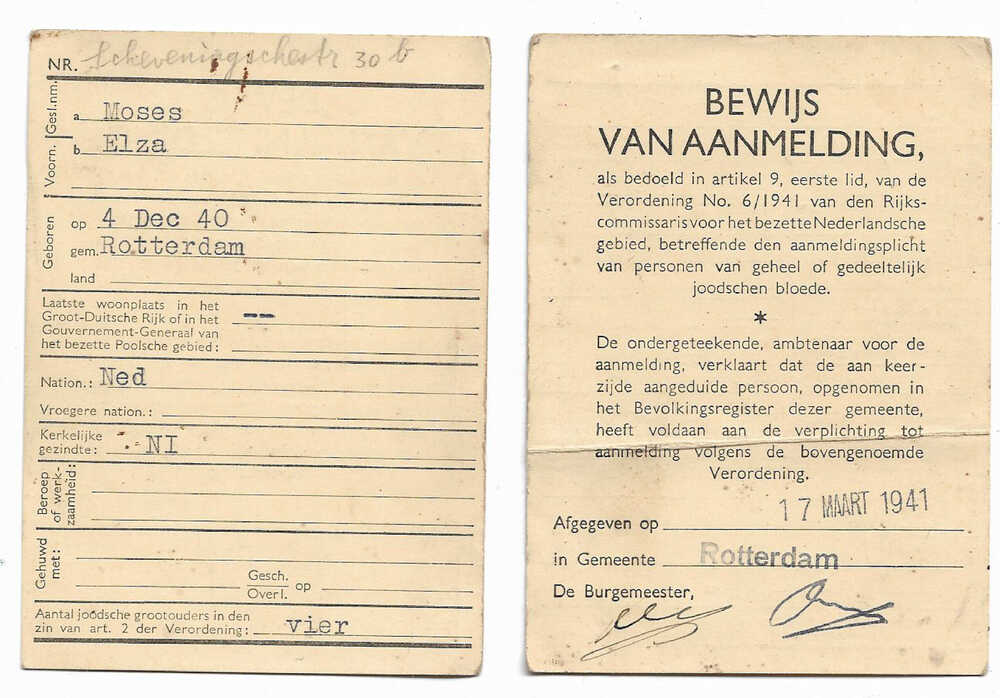 NR. Scheveningschestr 30 b
Gesl.nm. a Moses
Voorn. b Elza
Geboren op 4 Dec 40
gem. Rotterdam
land
Laatste woonplaats in het
Groot-Duitsche Rijk of in het
Gouvernement-Generaal van
het bezette Poolsche gebied: --
Nation.: Ned
Vroegere nation.:
Kerkelijke
gezindte: NI
Beroep
of werk-
zaamheid:
Gehuwd
met:
Gesch.
Overl. op
Aantal joodsche grootouders in den
zin van art. 2 der Verordening: vier
BEWIJS
VAN AANMELDING,
als bedoeld in artikel 9, eerste lid, van de
Verordening No. 6/1941 van den Rijks-
commissaris voor het bezette Nederlandsche
gebied, betreffende den aanmeldingsplicht
van personen van geheel of gedeeltelijk
joodschen bloede.
*
De ondergeteekende, ambtenaar voor de
aanmelding, verklaart dat de aan keer-
zijde aangeduide persoon, opgenomen in
het Bevolkingsregister dezer gemeente,
heeft voldaan aan de verplichting tot
aanmelding volgens de bovengenoemde
Verordening.
Afgegeven op 17 MAART 1941
in Gemeente Rotterdam
De Burgemeester,